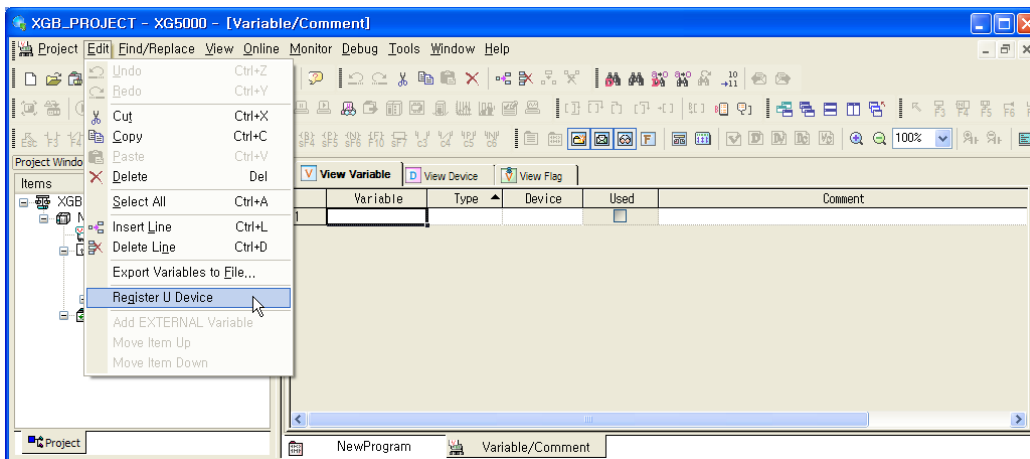 XGB_PROJECT - XG5000 - [Variable/Comment]
Project Edit Find/Replace View Online Monitor Debug Tools Window Help
Undo Ctrl+Z
Redo Ctrl+Y
Cut Ctrl+X
Copy Ctrl+C
Paste Ctrl+V
Delete Del
Select All Ctrl+A
Insert Line Ctrl+L
Delete Line Ctrl+D
Export Variables to File...
Register U Device
Add EXTERNAL Variable
Move Item Up
Move Item Down
100%
Project Windo
Items
XGB
N
View Variable View Device View Flag
Variable Type Device Used Comment
1
Project
NewProgram Variable/Comment